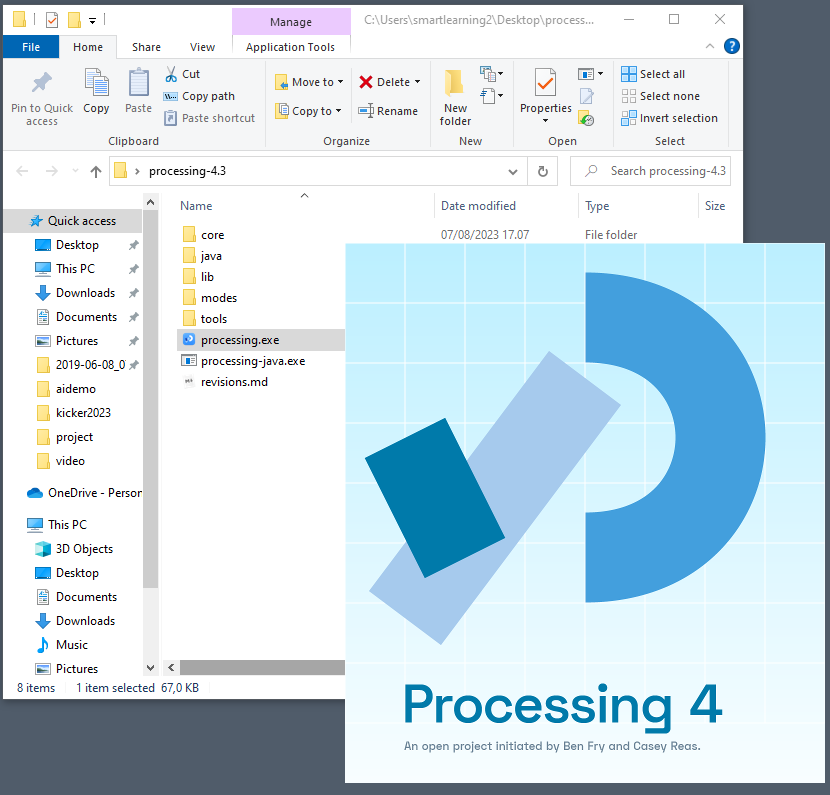 Manage
C:\Users\smartlearning2\Desktop\process...
File
Home
Share
View
Application Tools
?
Pin to Quick access
Copy
Paste
Cut
Copy path
Paste shortcut
Clipboard
Move to
Copy to
Delete
Rename
Organize
New folder
New
Properties
Open
Select all
Select none
Invert selection
Select
processing-4.3
Search processing-4.3
Name
Date modified
Type
Size
Quick access
Desktop
This PC
Downloads
Documents
Pictures
2019-06-08_0
aidemo
kicker2023
project
video
OneDrive - Person
This PC
3D Objects
Desktop
Documents
Downloads
Music
Pictures
core
07/08/2023 17.07
File folder
java
lib
modes
tools
processing.exe
processing-java.exe
revisions.md
8 items
1 item selected 67,0 KB
Processing 4
An open project initiated by Ben Fry and Casey Reas.